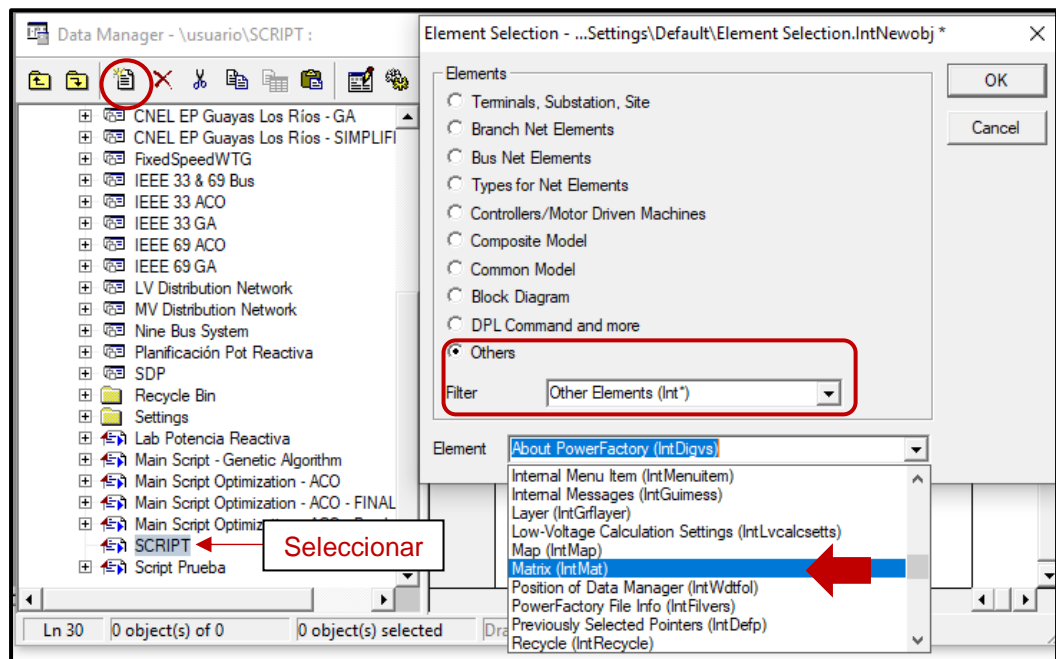 Data Manager - \usuario\SCRIPT :
CNEL EP Guayas Los Ríos - GA
CNEL EP Guayas Los Ríos - SIMPLIFI
FixedSpeedWTG
IEEE 33 & 69 Bus
IEEE 33 ACO
IEEE 33 GA
IEEE 69 ACO
IEEE 69 GA
LV Distribution Network
MV Distribution Network
Nine Bus System
Planificación Pot Reactiva
SDP
Recycle Bin
Settings
Lab Potencia Reactiva
Main Script - Genetic Algorithm
Main Script Optimization - ACO
Main Script Optimization - ACO - FINAL
Main Script Optimiz
SCRIPT
Seleccionar
Script Prueba
Ln 30
0 object(s) of 0
0 object(s) selected
Element Selection - ...Settings\Default\Element Selection.IntNewobj *
Elements
Terminals, Substation, Site
Branch Net Elements
Bus Net Elements
Types for Net Elements
Controllers/Motor Driven Machines
Composite Model
Common Model
Block Diagram
DPL Command and more
Others
Filter Other Elements (Int*)
OK
Cancel
Element About PowerFactory (IntDigvs)
Internal Menu Item (IntMenuitem)
Internal Messages (IntGuimess)
Layer (IntGrflayer)
Low-Voltage Calculation Settings (IntLvcalcsetts)
Map (IntMap)
Matrix (IntMat)
Position of Data Manager (IntWdtfol)
PowerFactory File Info (IntFilvers)
Previously Selected Pointers (IntDefp)
Recycle (IntRecycle)